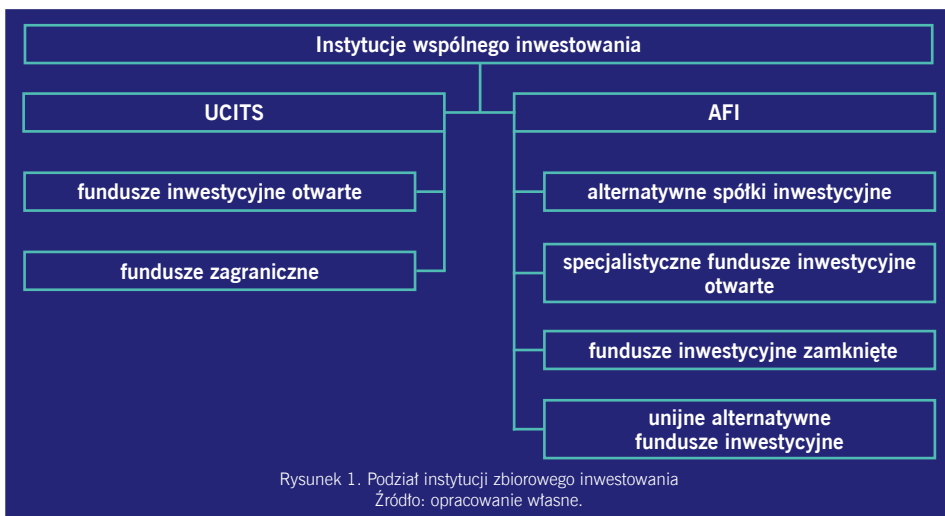 Instytucje wspólnego inwestowania
UCITS
AFI
fundusze inwestycyjne otwarte
alternatywne spółki inwestycyjne
fundusze zagraniczne
specjalistyczne fundusze inwestycyjne
otwarte
fundusze inwestycyjne zamknięte
unijne alternatywne
fundusze inwestycyjne
Rysunek 1. Podział instytucji zbiorowego inwestowania
Źródło: opracowanie własne.